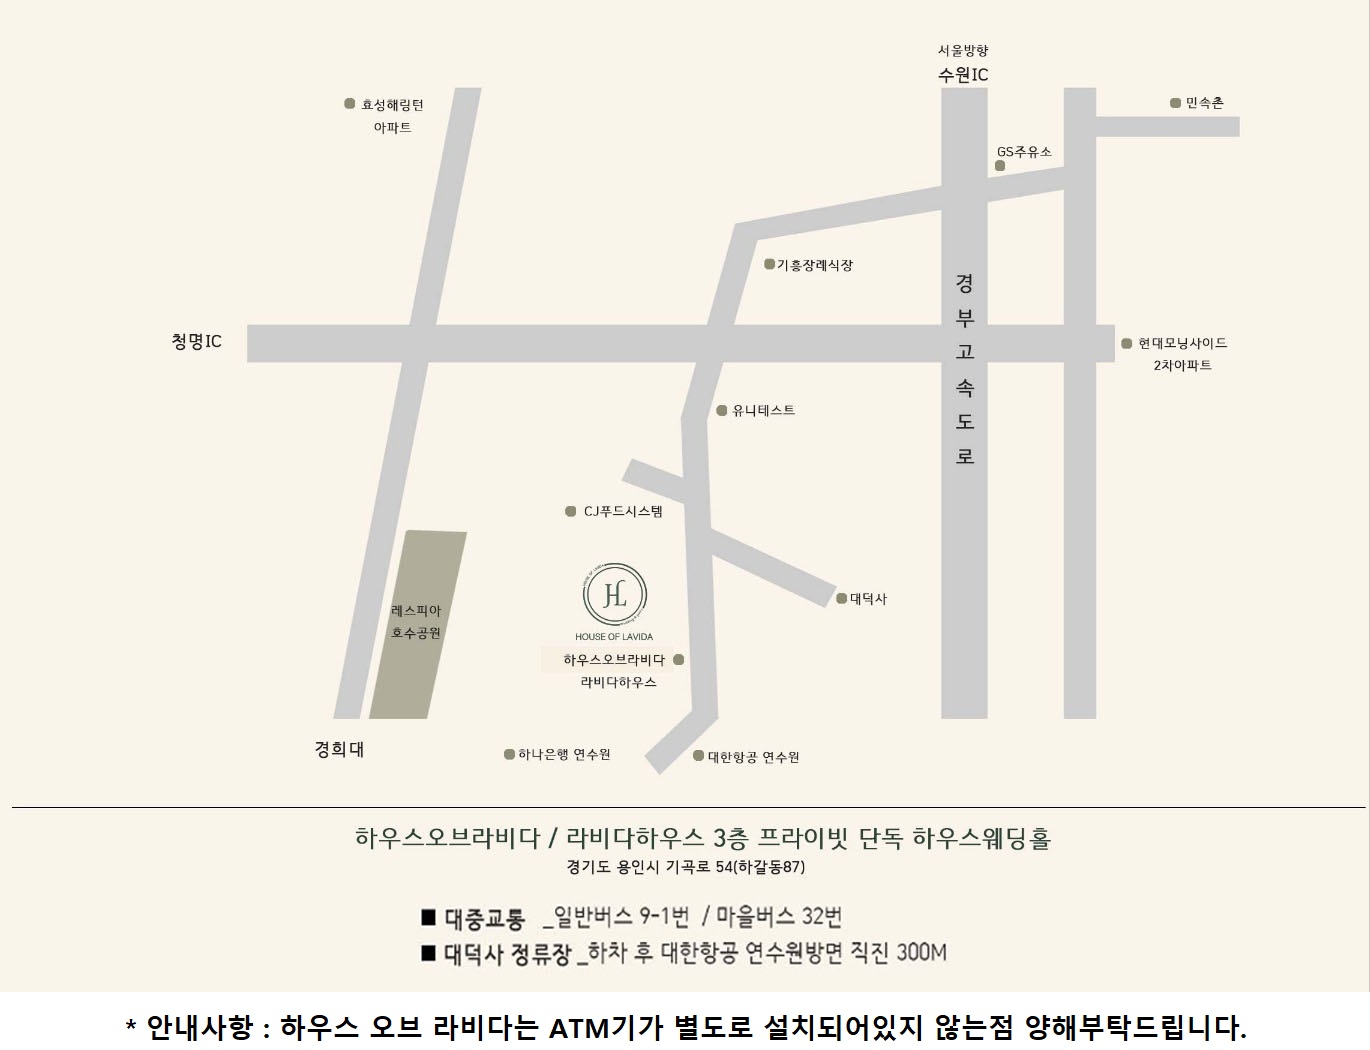 서울방향
수원IC
효성해링턴
아파트
민속촌
GS주유소
기흥장례식장
경부고속도로
청명IC
현대모닝사이드
2차아파트
유니테스트
CJ푸드시스템
HL
HOUSE OF LAVIDA
대덕사
레스피아
호수공원
하우스오브라비다
라비다하우스
경희대
하나은행 연수원
대한항공 연수원
하우스오브라비다 / 라비다하우스 3층 프라이빗 단독 하우스웨딩홀
경기도 용인시 기곡로 54(하갈동87)
■ 대중교통 _일반버스 9-1번 / 마을버스 32번
■ 대덕사 정류장 _하차 후 대한항공 연수원방면 직진 300M
* 안내사항 : 하우스 오브 라비다는 ATM기가 별도로 설치되어있지 않는점 양해부탁드립니다.